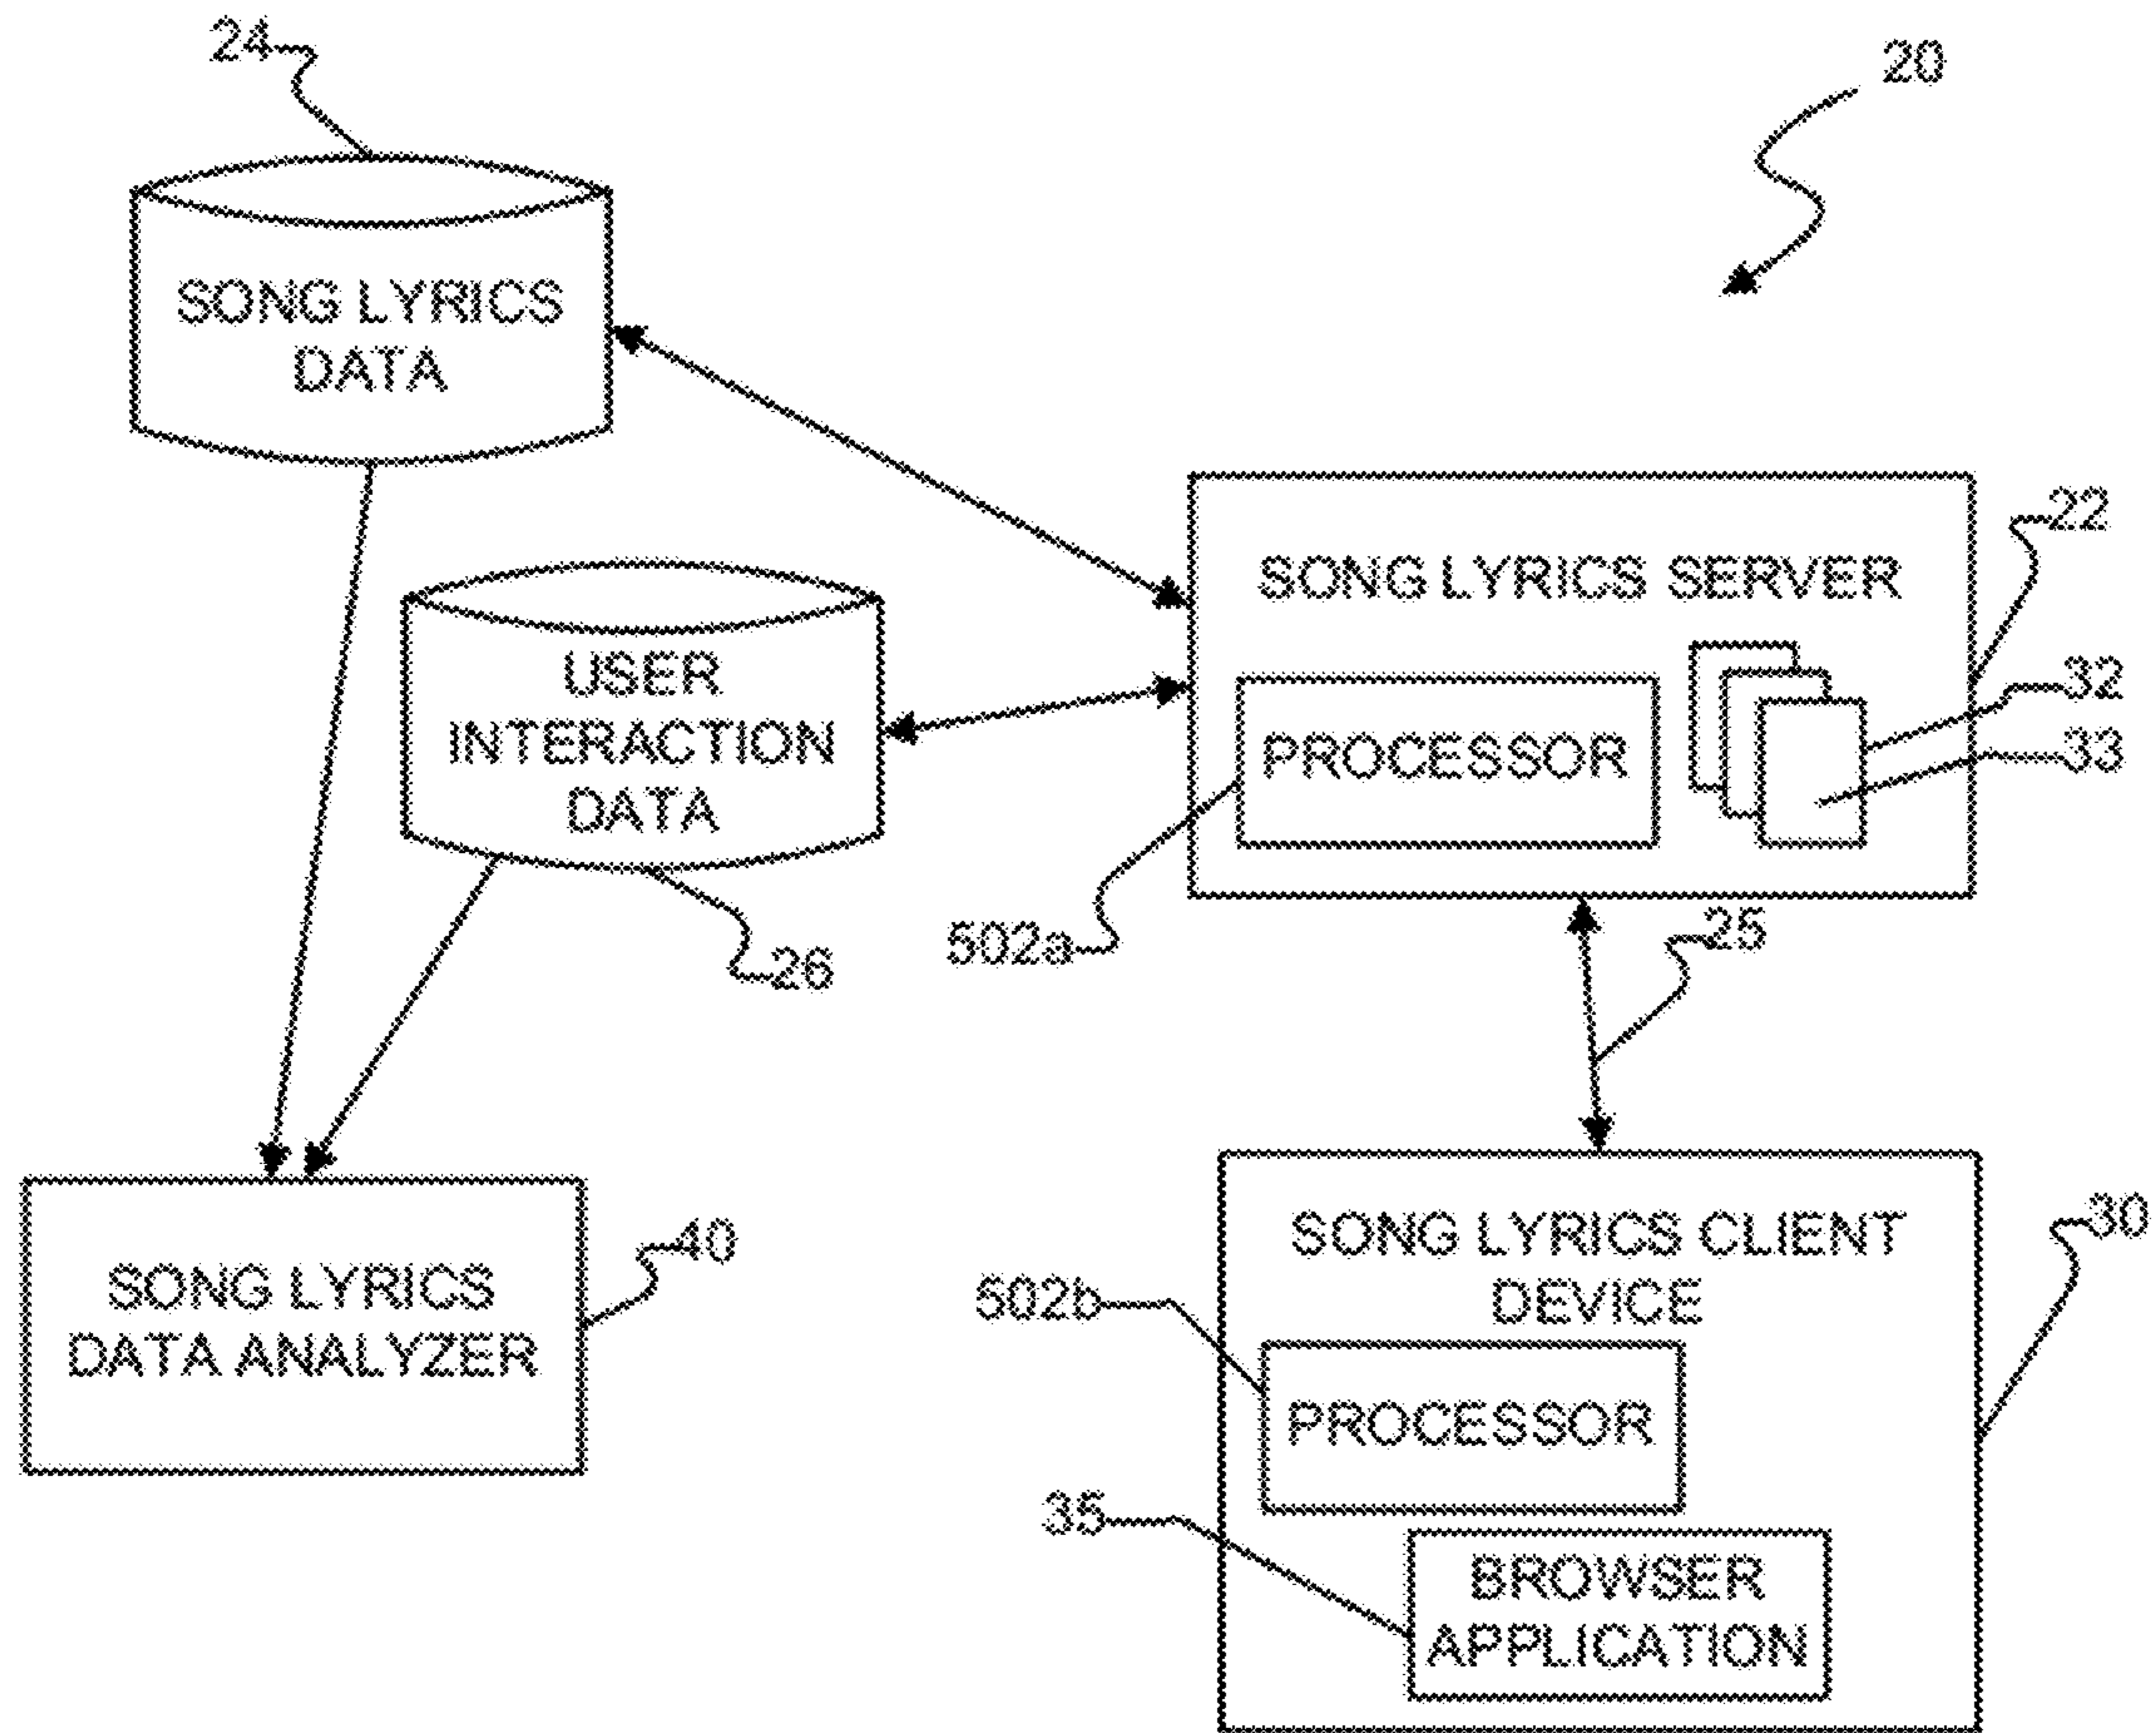 24
20
SONG LYRICS
DATA
22
SONG LYRICS SERVER
USER
INTERACTION
DATA
PROCESSOR
32
33
502a
25
26
40
SONG LYRICS
DATA ANALYZER
30
SONG LYRICS CLIENT
DEVICE
502b
PROCESSOR
35
BROWSER
APPLICATION